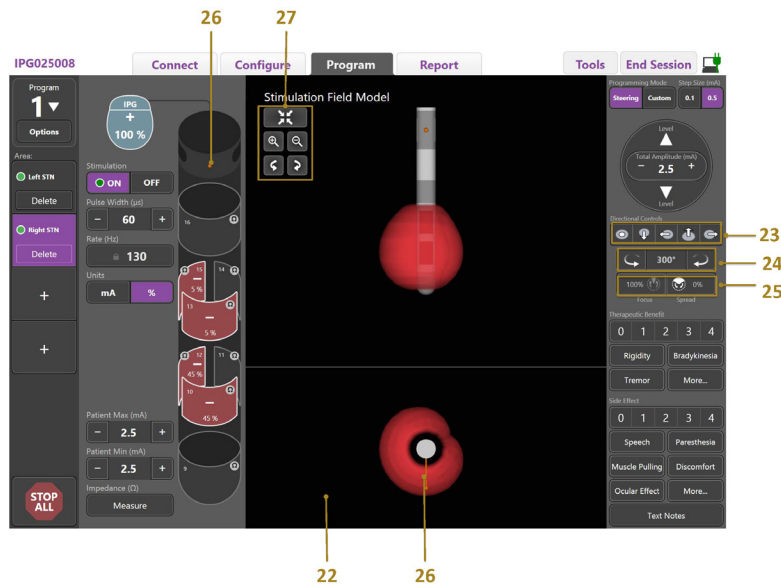 26
27
IPG025008
Connect
Configure
Program
Report
Tools
End Session
Program
1
Options
Area:
Left STN
Delete
Right STN
Delete
+
+
STOP
ALL
IPG
+
100 %
Stimulation
ON OFF
Pulse Width (µs)
− 60 +
Rate (Hz)
130
Units
mA %
Patient Max (mA)
− 2.5 +
Patient Min (mA)
− 2.5 +
Impedance (Ω)
Measure
16 Ω
Ω 15 14 Ω
− 5 %
13 Ω
−
5 %
Ω 12 11 Ω
− 45 %
10 Ω
−
45 %
9 Ω
Stimulation Field Model
Programming Mode Step Size (mA)
Steering Custom 0.1 0.5
Level
Total Amplitude (mA)
− 2.5 +
Level
Directional Controls
23
300°
24
100% 0%
25
Focus Spread
Therapeutic Benefit
0 1 2 3 4
Rigidity Bradykinesia
Tremor More...
Side Effect
0 1 2 3 4
Speech Paresthesia
Muscle Pulling Discomfort
Ocular Effect More...
Text Notes
22
26